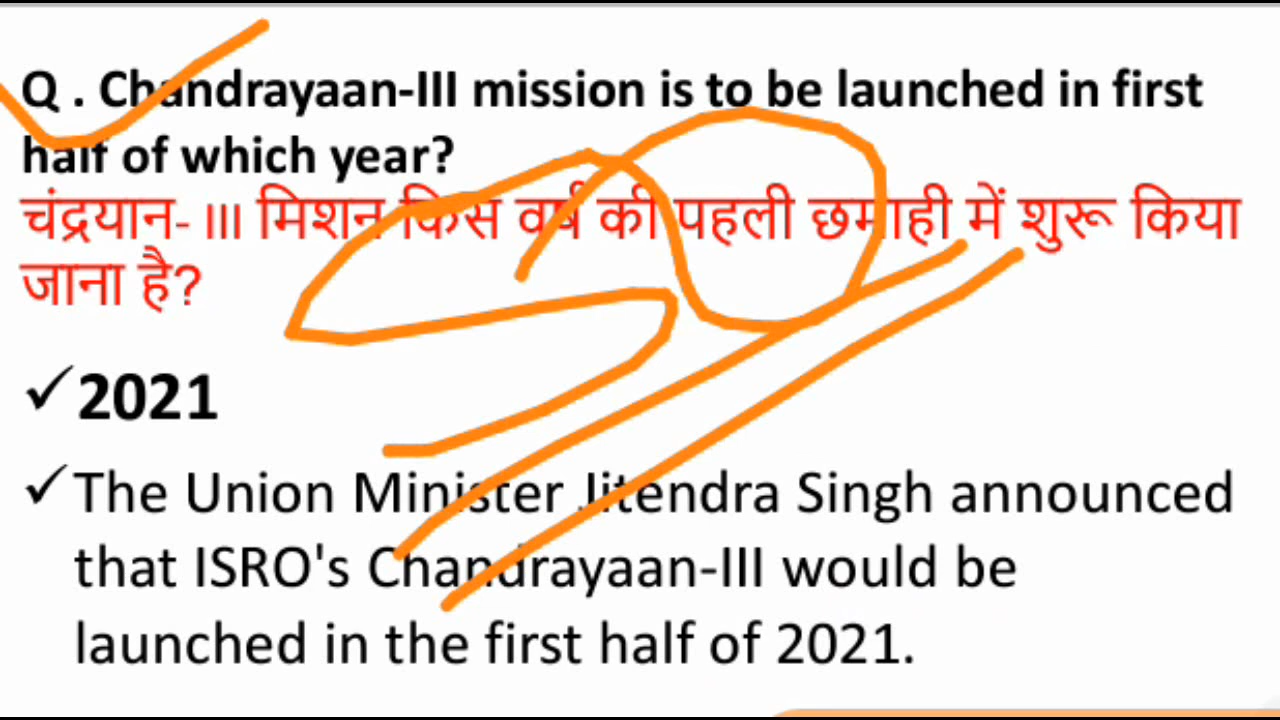 Q . Chandrayaan-III mission is to be launched in first
half of which year?
चंद्रयान- III मिशन किस वर्ष की पहली छमाही में शुरू किया
जाना है?
✓2021
✓The Union Minister Jitendra Singh announced
that ISRO's Chandrayaan-III would be
launched in the first half of 2021.